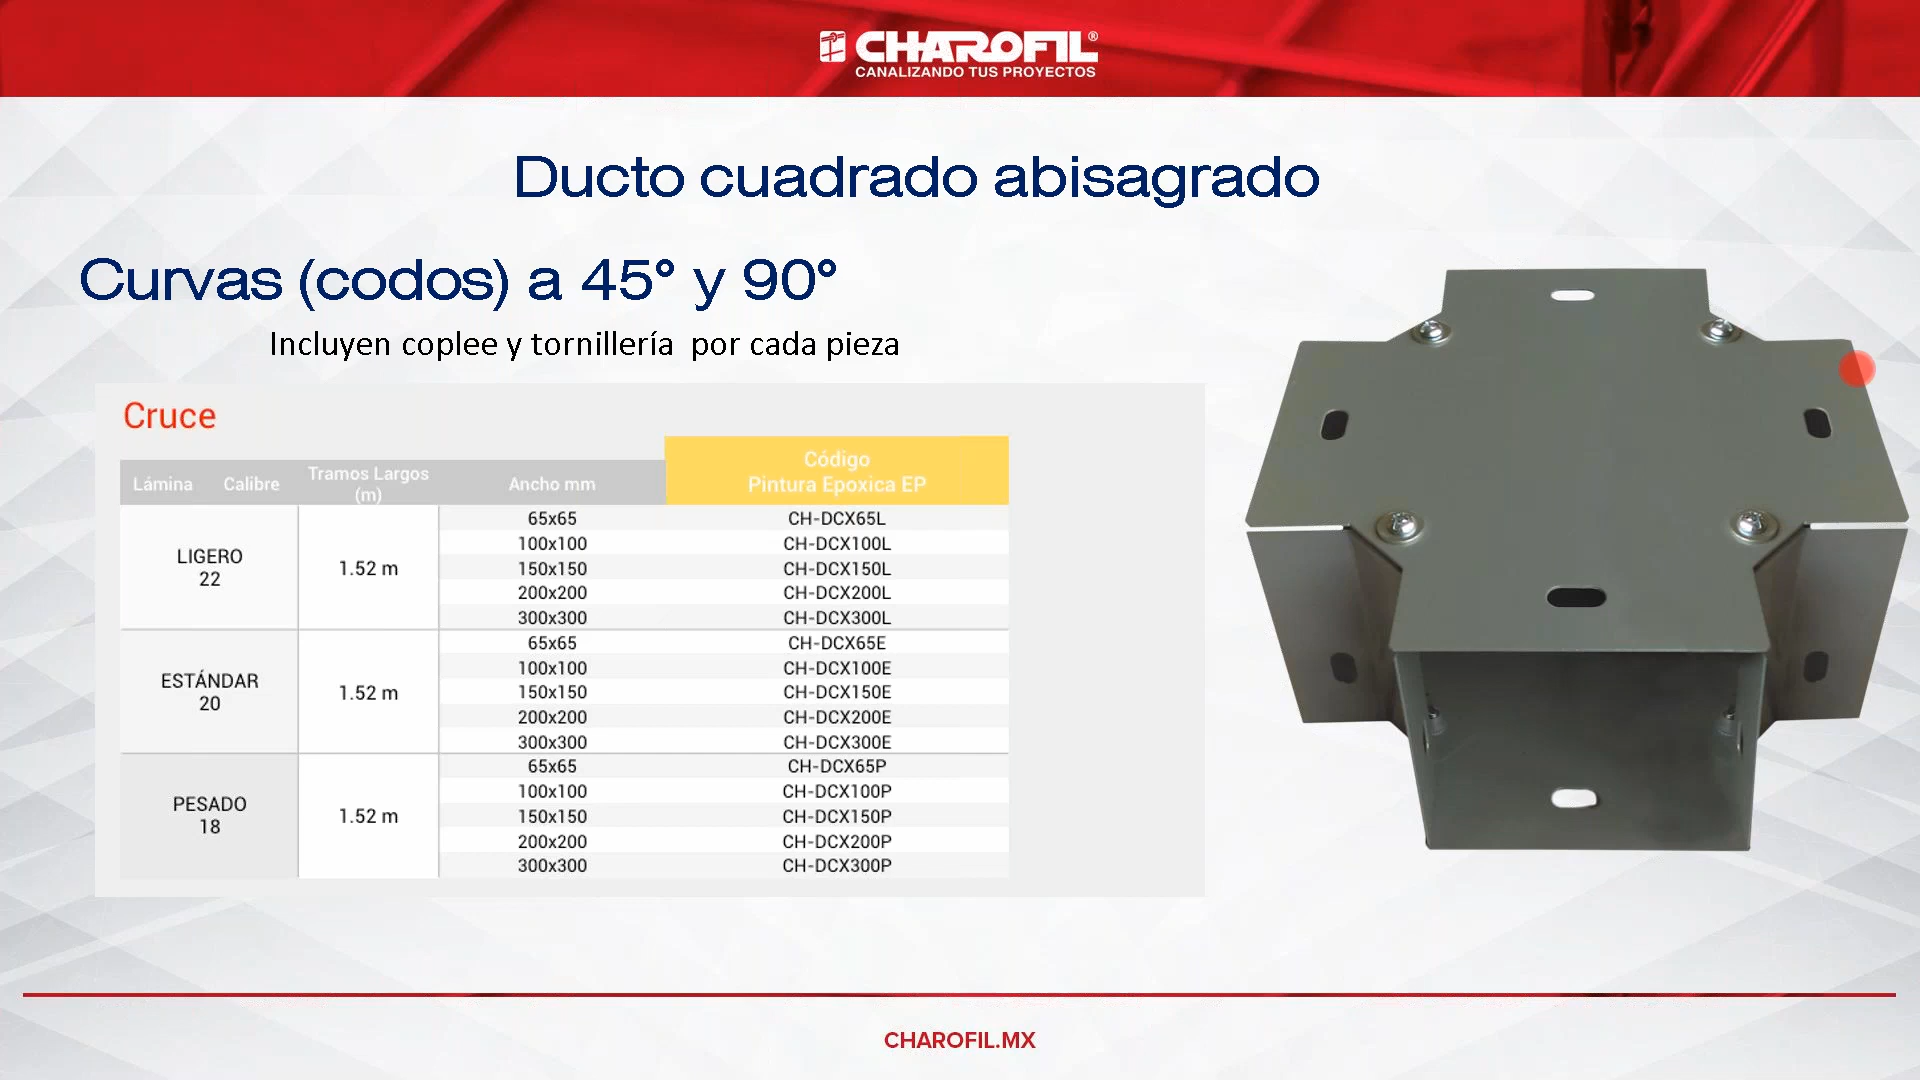 CHAROFIL®
CANALIZANDO TUS PROYECTOS
Ducto cuadrado abisagrado
Curvas (codos) a 45° y 90°
Incluyen coplee y tornillería por cada pieza
Cruce
Lámina Calibre Tramos Largos (m) Ancho mm Código Pintura Epoxica EP
LIGERO 22 1.52 m
65x65 CH-DCX65L
100x100 CH-DCX100L
150x150 CH-DCX150L
200x200 CH-DCX200L
300x300 CH-DCX300L
ESTÁNDAR 20 1.52 m
65x65 CH-DCX65E
100x100 CH-DCX100E
150x150 CH-DCX150E
200x200 CH-DCX200E
300x300 CH-DCX300E
PESADO 18 1.52 m
65x65 CH-DCX65P
100x100 CH-DCX100P
150x150 CH-DCX150P
200x200 CH-DCX200P
300x300 CH-DCX300P
CHAROFIL.MX